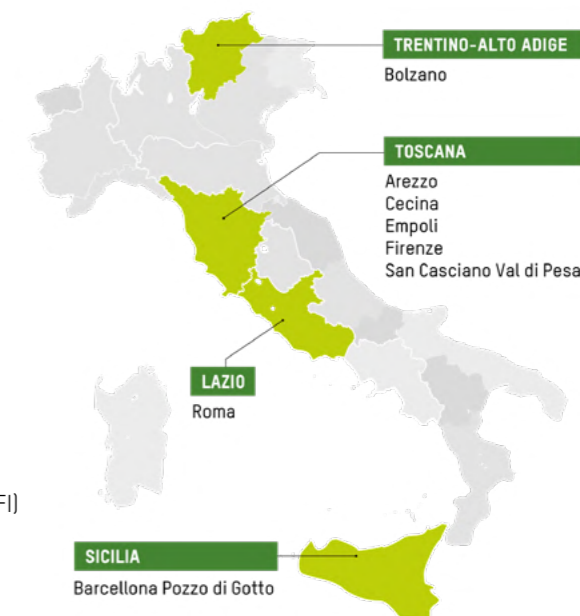 TRENTINO-ALTO ADIGE
Bolzano
TOSCANA
Arezzo
Cecina
Empoli
Firenze
San Casciano Val di Pesa
LAZIO
Roma
FI)
SICILIA
Barcellona Pozzo di Gotto